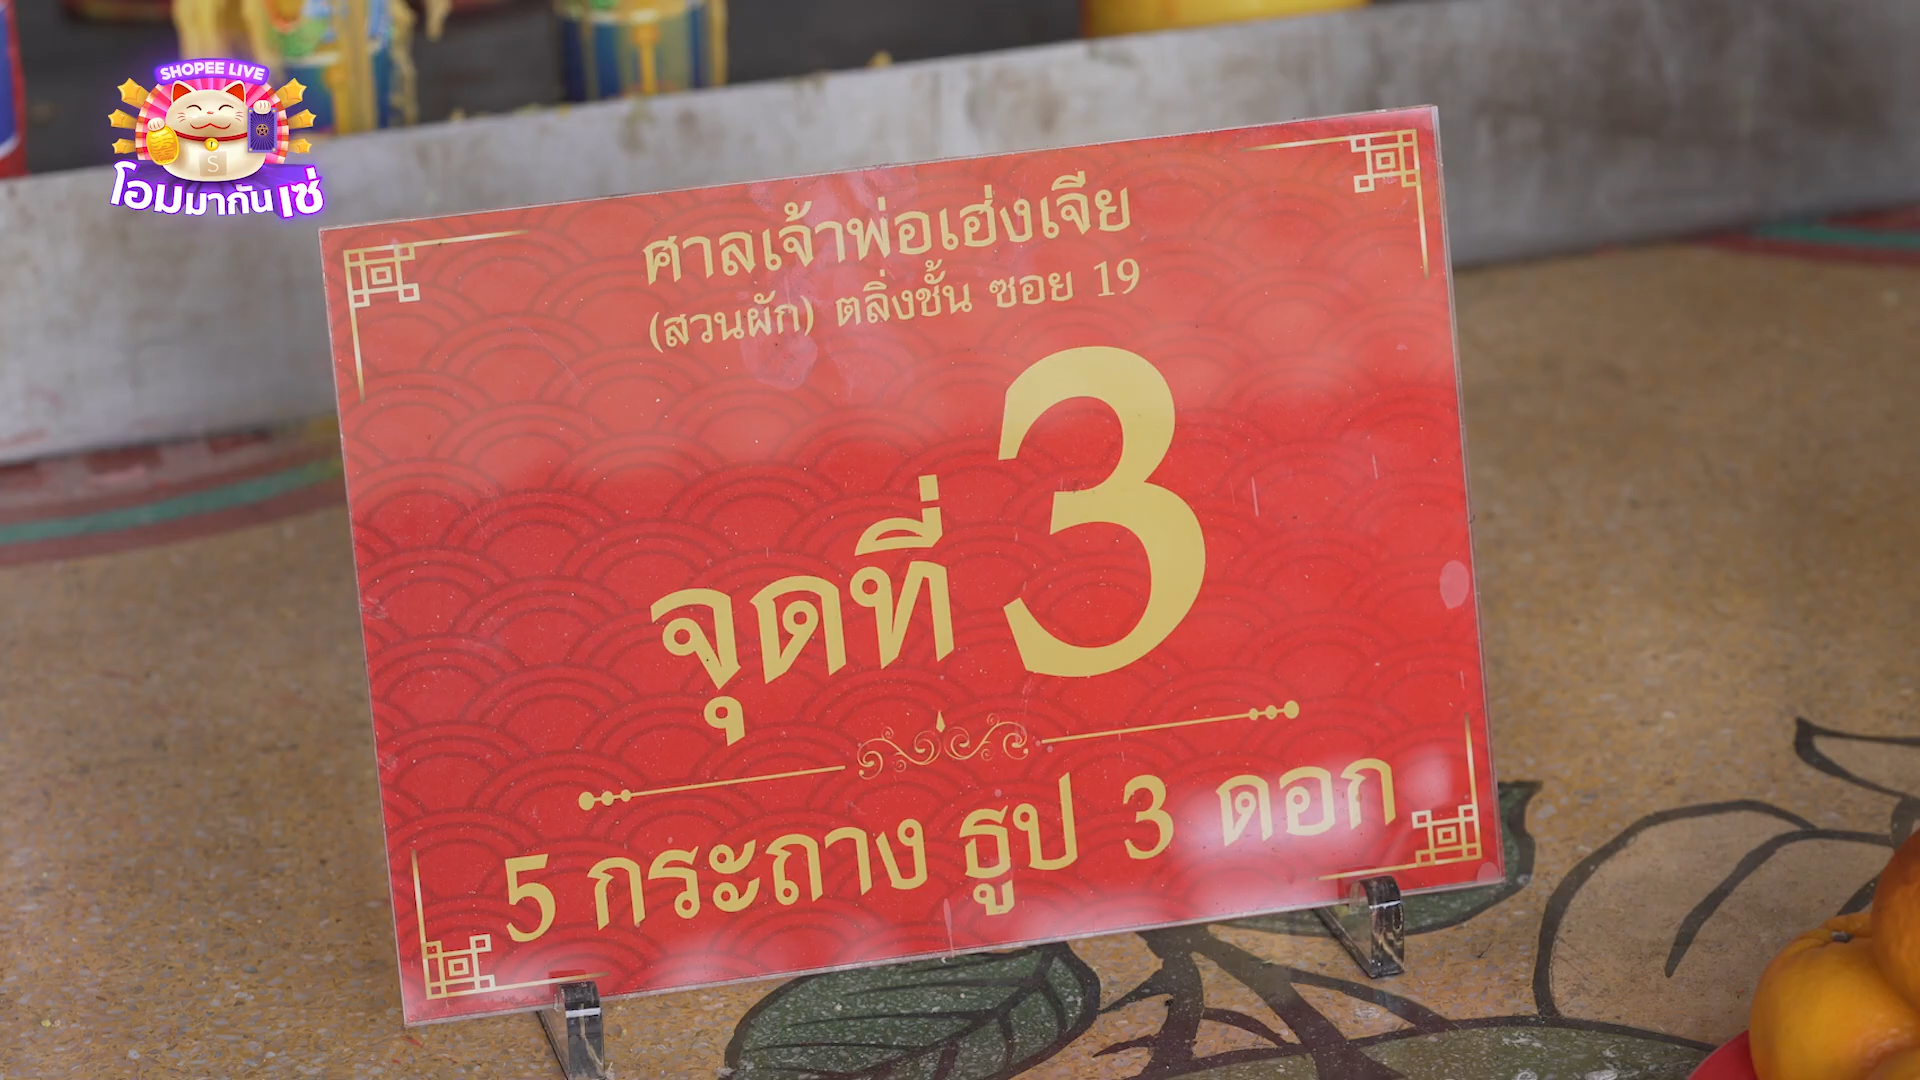 SHOPEE LIVE
โอมมากันเซ่
ศาลเจ้าพ่อเฮ่งเจีย
(สวนผัก) ตลิ่งชั้น ซอย 19
จุดที่ 3
5 กระถาง ธูป 3 ดอก